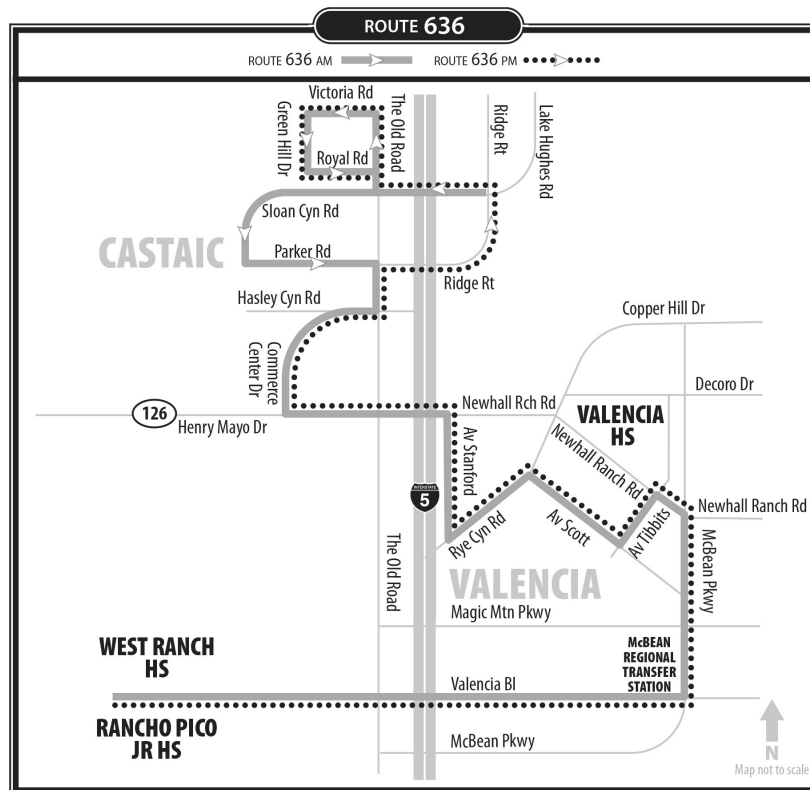 ROUTE 636
ROUTE 636 AM
ROUTE 636 PM
Victoria Rd
Green Hill Dr
Royal Rd
The Old Road
Ridge Rt
Lake Hughes Rd
Sloan Cyn Rd
CASTAIC
Parker Rd
Ridge Rt
Hasley Cyn Rd
Copper Hill Dr
Commerce
Center Dr
Decoro Dr
126
Henry Mayo Dr
Newhall Rch Rd
VALENCIA
HS
Av Stanford
Newhall Ranch Rd
INTERSTATE
5
Newhall Ranch Rd
Rye Cyn Rd
Av Scott
Av Tibbits
McBean Pkwy
The Old Road
VALENCIA
Magic Mtn Pkwy
WEST RANCH
HS
McBEAN
REGIONAL
TRANSFER
STATION
Valencia Bl
RANCHO PICO
JR HS
McBean Pkwy
N
Map not to scale